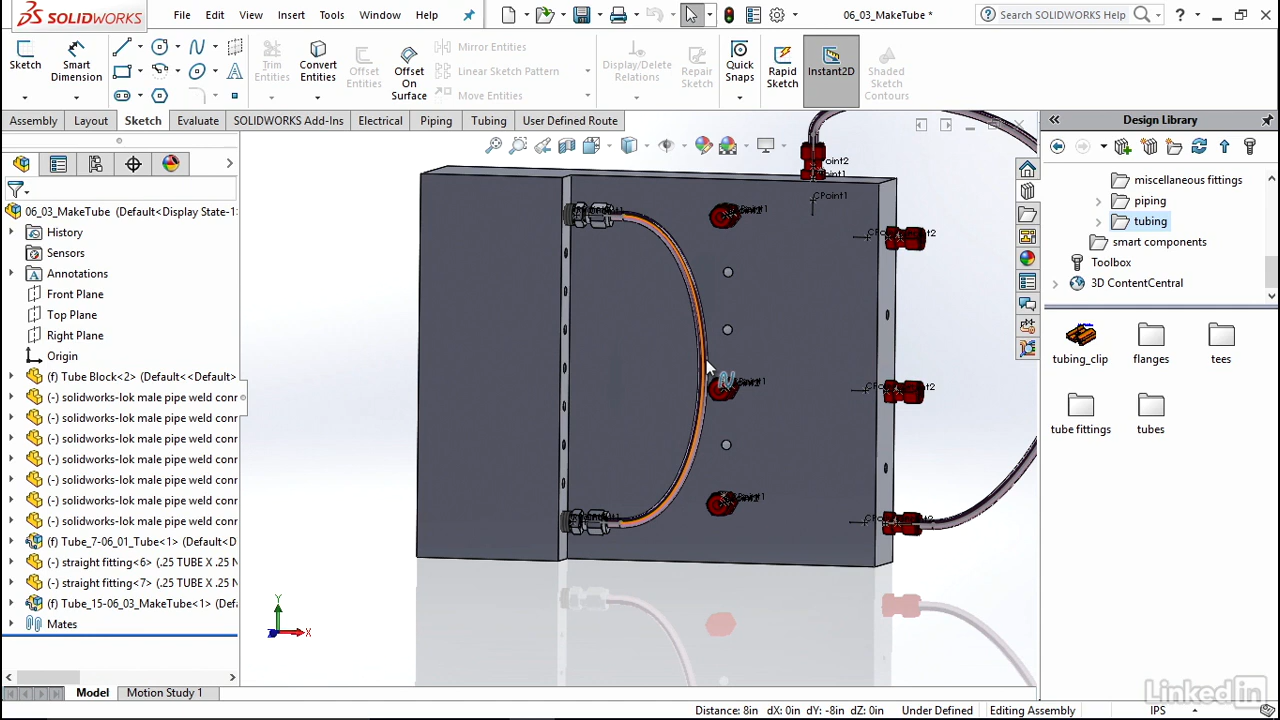 SOLIDWORKS
File Edit View Insert Tools Window Help
06_03_MakeTube *
Search SOLIDWORKS Help
Sketch
Smart Dimension
Trim Entities
Convert Entities
Offset Entities
Offset On Surface
Mirror Entities
Linear Sketch Pattern
Move Entities
Display/Delete Relations
Repair Sketch
Quick Snaps
Rapid Sketch
Instant2D
Shaded Sketch Contours
Assembly Layout Sketch Evaluate SOLIDWORKS Add-Ins Electrical Piping Tubing User Defined Route
Design Library
06_03_MakeTube (Default<Display State-1>
History
Sensors
Annotations
Front Plane
Top Plane
Right Plane
Origin
(f) Tube Block<2> (Default<<Default>
(-) solidworks-lok male pipe weld conn
(-) solidworks-lok male pipe weld conn
(-) solidworks-lok male pipe weld conn
(-) solidworks-lok male pipe weld conn
(-) solidworks-lok male pipe weld conn
(-) solidworks-lok male pipe weld conn
(-) solidworks-lok male pipe weld conn
(f) Tube_7-06_01_Tube<1> (Default<D
(-) straight fitting<6> (.25 TUBE X .25 N
(-) straight fitting<7> (.25 TUBE X .25 N
(f) Tube_15-06_03_MakeTube<1> (Def
Mates
CPoint1
Y
X
miscellaneous fittings
piping
tubing
smart components
Toolbox
3D ContentCentral
tubing_clip
flanges
tees
tube fittings
tubes
Model Motion Study 1
Linked in
Distance: 8in dX: 0in dY: -8in dZ: 0in Under Defined Editing Assembly IPS